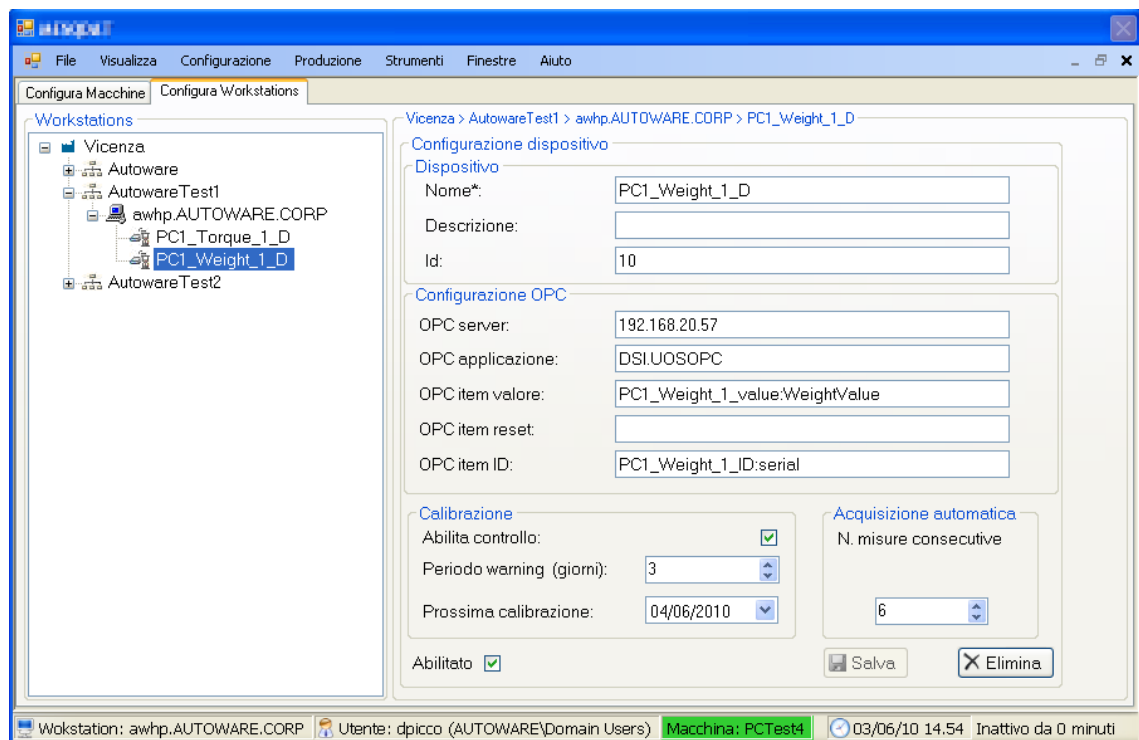 File Visualizza Configurazione Produzione Strumenti Finestre Aiuto
Configura Macchine Configura Workstations
Workstations
Vicenza
Autoware
AutowareTest1
awhp.AUTOWARE.CORP
PC1_Torque_1_D
PC1_Weight_1_D
AutowareTest2
Vicenza > AutowareTest1 > awhp.AUTOWARE.CORP > PC1_Weight_1_D
Configurazione dispositivo
Dispositivo
Nome*: PC1_Weight_1_D
Descrizione:
Id: 10
Configurazione OPC
OPC server: 192.168.20.57
OPC applicazione: DSI.UOSOPC
OPC item valore: PC1_Weight_1_value:WeightValue
OPC item reset:
OPC item ID: PC1_Weight_1_ID:serial
Calibrazione
Abilita controllo:
Periodo warning (giorni): 3
Prossima calibrazione: 04/06/2010
Acquisizione automatica
N. misure consecutive
6
Abilitato
Salva Elimina
Wokstation: awhp.AUTOWARE.CORP Utente: dpicco (AUTOWARE\Domain Users) Macchina: PCTest4 03/06/10 14.54 Inattivo da 0 minuti